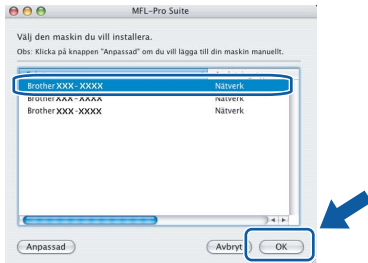 MFL-Pro Suite
Välj den maskin du vill installera.
Obs: Klicka på knappen "Anpassad" om du vill lägga till din maskin manuellt.
Brother XXX-XXXX Nätverk
Brother XXX-XXXX Nätverk
Brother XXX-XXXX Nätverk
Anpassad
Avbryt
OK